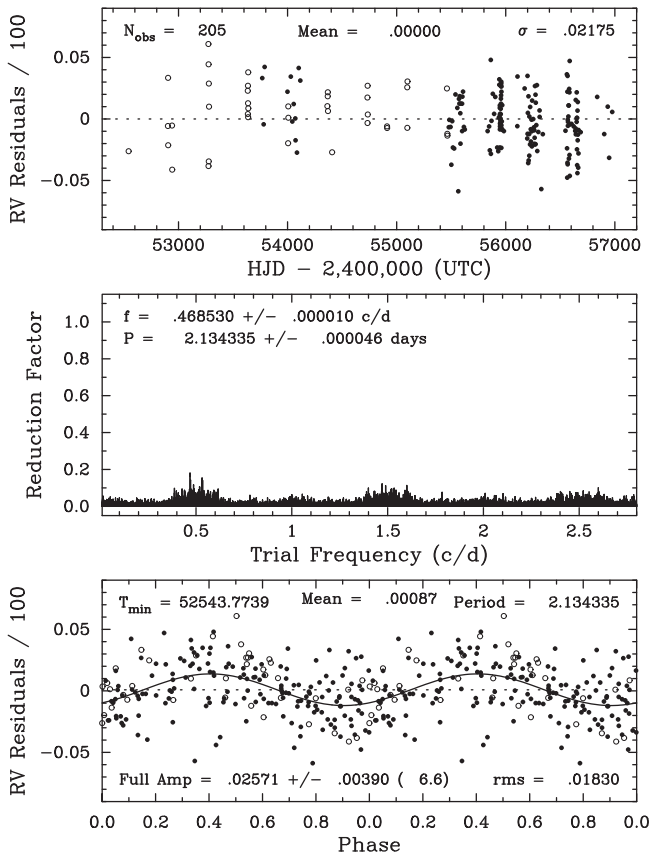 N_obs = 205 Mean = .00000 σ = .02175
RV Residuals / 100
0.05
0
−0.05
53000 54000 55000 56000 57000
HJD − 2,400,000 (UTC)
f = .468530 +/− .000010 c/d
P = 2.134335 +/− .000046 days
Reduction Factor
1.0
0.8
0.6
0.4
0.2
0.0
0.5 1 1.5 2 2.5
Trial Frequency (c/d)
T_min = 52543.7739 Mean = .00087 Period = 2.134335
RV Residuals / 100
0.05
0
−0.05
Full Amp = .02571 +/− .00390 ( 6.6) rms = .01830
0.0 0.2 0.4 0.6 0.8 0.0 0.2 0.4 0.6 0.8 0.0
Phase